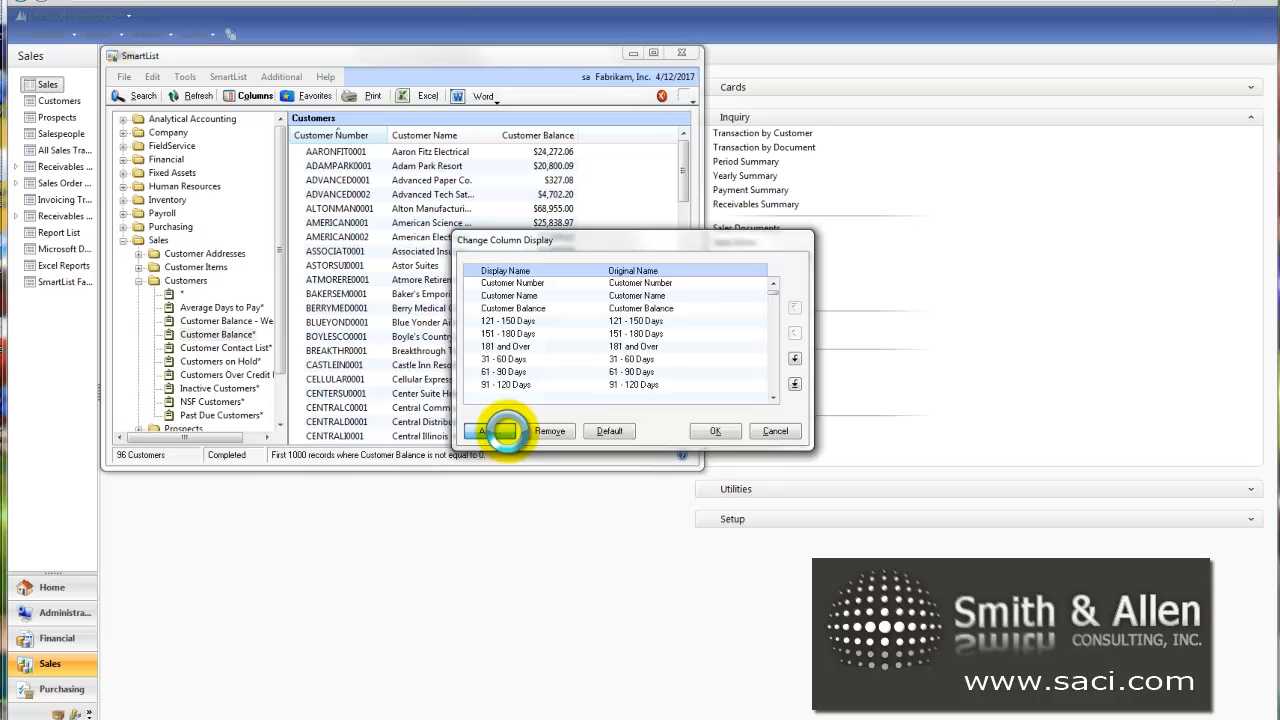 Sales
Sales
Customers
Prospects
Salespeople
All Sales Tra...
Receivables ...
Sales Order ...
Invoicing Tr...
Receivables ...
Report List
Microsoft D...
Excel Reports
SmartList Fa...
Home
Administra...
Financial
Sales
Purchasing
SmartList
File Edit Tools SmartList Additional Help
sa Fabrikam, Inc. 4/12/2017
Search Refresh Columns Favorites Print Excel Word
Analytical Accounting
Company
FieldService
Financial
Fixed Assets
Human Resources
Inventory
Payroll
Purchasing
Sales
Customer Addresses
Customer Items
Customers
*
Average Days to Pay*
Customer Balance - We
Customer Balance*
Customer Contact List*
Customers on Hold*
Customers Over Credit
Inactive Customers*
NSF Customers*
Past Due Customers*
Prospects
Customers
Customer Number Customer Name Customer Balance
AARONFIT0001 Aaron Fitz Electrical $24,272.06
ADAMPARK0001 Adam Park Resort $20,800.09
ADVANCED0001 Advanced Paper Co. $327.08
ADVANCED0002 Advanced Tech Sat... $4,702.20
ALTONMAN0001 Alton Manufacturi... $68,955.00
AMERICAN0001 American Science ... $25,838.97
AMERICAN0002 American Elect
ASSOCIAT0001 Associated Insu
ASTORSUI0001 Astor Suites
ATMORERE0001 Atmore Retirem
BAKERSEM0001 Baker's Empori
BERRYMED0001 Berry Medical
BLUEYOND0001 Blue Yonder Air
BOYLESCO0001 Boyle's Country
BREAKTHR0001 Breakthrough T
CASTLEIN0001 Castle Inn Reso
CELLULAR0001 Cellular Express
CENTERSU0001 Center Suite Ho
CENTRALC0001 Central Commu
CENTRALD0001 Central Distribu
CENTRALI0001 Central Illinois
96 Customers Completed First 1000 records where Customer Balance is not equal to 0.
Change Column Display
Display Name Original Name
Customer Number Customer Number
Customer Name Customer Name
Customer Balance Customer Balance
121 - 150 Days 121 - 150 Days
151 - 180 Days 151 - 180 Days
181 and Over 181 and Over
31 - 60 Days 31 - 60 Days
61 - 90 Days 61 - 90 Days
91 - 120 Days 91 - 120 Days
Remove Default OK Cancel
Cards
Inquiry
Transaction by Customer
Transaction by Document
Period Summary
Yearly Summary
Payment Summary
Receivables Summary
Sales Documents
Utilities
Setup
Smith & Allen
CONSULTING, INC.
www.saci.com